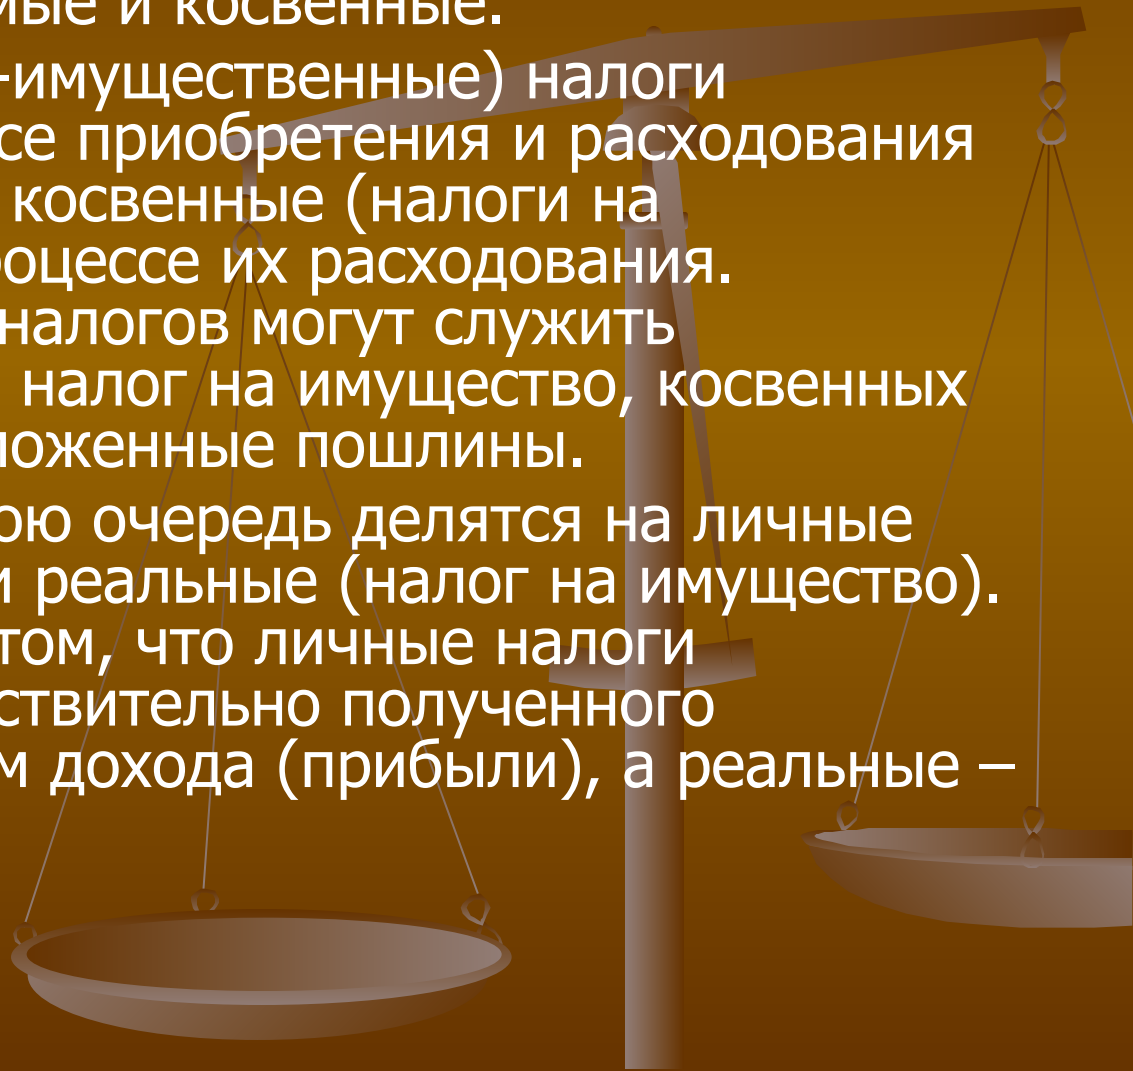 мые и косвенные.
-имущественные) налоги
се приобретения и расходования
косвенные (налоги на
роцессе их расходования.
налогов могут служить
налог на имущество, косвенных
моженные пошлины.
ою очередь делятся на личные
и реальные (налог на имущество).
том, что личные налоги
ствительно полученного
м дохода (прибыли), а реальные –